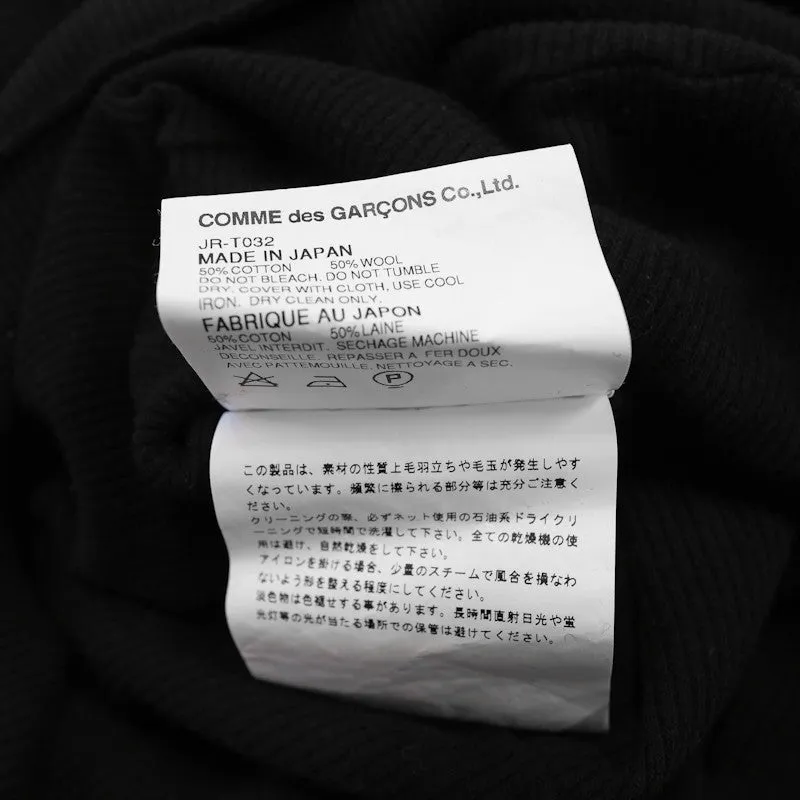 COMME des GARÇONS Co.,Ltd.
JR-T032
MADE IN JAPAN
50% COTTON 50% WOOL
DO NOT BLEACH. DO NOT TUMBLE
DRY. COVER WITH CLOTH. USE COOL
IRON. DRY CLEAN ONLY.
FABRIQUE AU JAPON
50% COTON 50% LAINE
JAVEL INTERDIT. SECHAGE MACHINE
DECONSEILLE. REPASSER A FER DOUX
AVEC PATTEMOUILLE. NETTOYAGE A SEC.
P
この製品は、素材の性質上毛羽立ちや毛玉が発生しやす
くなっています。頻繁に擦られる部分等は充分ご注意く
ださい。
クリーニングの際、必ずネット使用の石油系ドライクリ
ーニングで短時間で洗濯して下さい。全ての乾燥機の使
用は避け、自然乾燥をして下さい。
アイロンを掛ける場合、少量のスチームで風合を損なわ
ないよう形を整える程度にしてください。
淡色物は色褪せする事があります。長時間直射日光や蛍
光灯等の光が当たる場所での保管は避けてください。